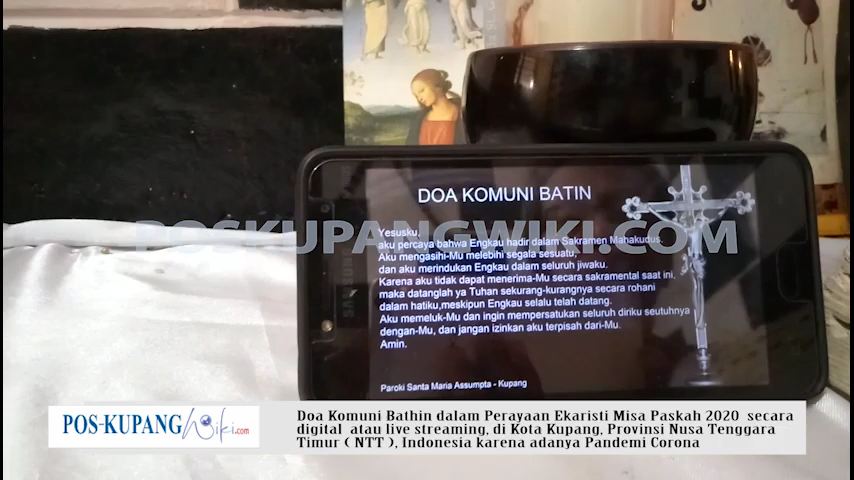 DOA KOMUNI BATIN
Yesusku,
aku percaya bahwa Engkau hadir dalam Sakramen Mahakudus.
Aku mengasihi-Mu melebihi segala sesuatu,
dan aku merindukan Engkau dalam seluruh jiwaku.
Karena aku tidak dapat menerima-Mu secara sakramental saat ini,
maka datanglah ya Tuhan sekurang-kurangnya secara rohani
dalam hatiku,meskipun Engkau selalu telah datang.
Aku memeluk-Mu dan ingin mempersatukan seluruh diriku seutuhnya
dengan-Mu, dan jangan izinkan aku terpisah dari-Mu.
Amin.
Paroki Santa Maria Assumpta - Kupang
SAMSUNG
POSKUPANGWIKI.COM
POS-KUPANG wiki.com
Doa Komuni Bathin dalam Perayaan Ekaristi Misa Paskah 2020 secara
digital atau live streaming, di Kota Kupang, Provinsi Nusa Tenggara
Timur ( NTT ), Indonesia karena adanya Pandemi Corona